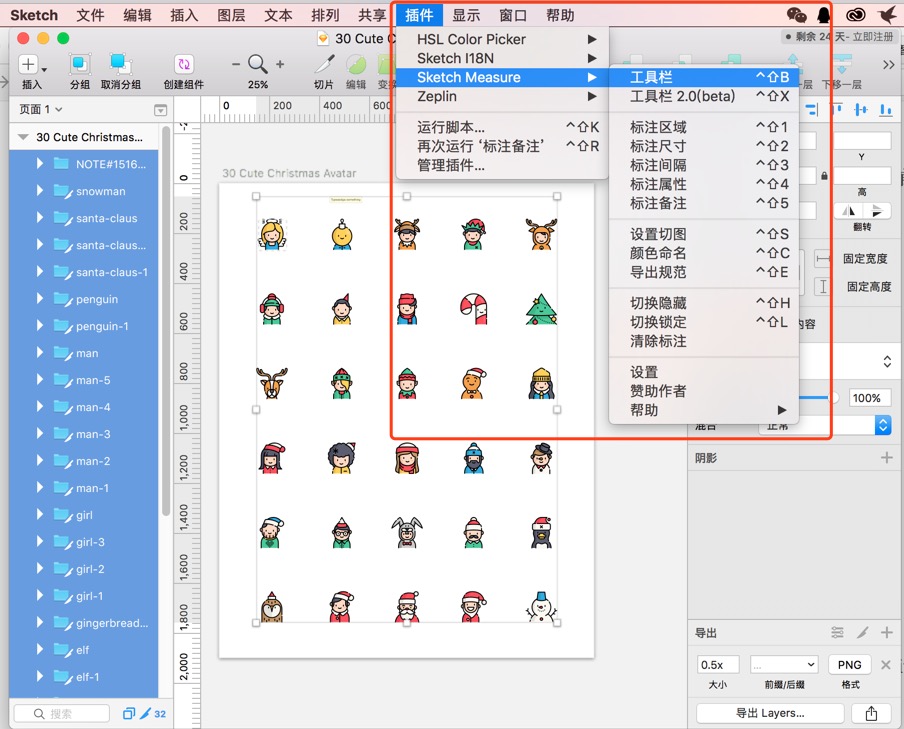 Sketch 文件 编辑 插入 图层 文本 排列 共享 插件 显示 窗口 帮助
30 Cute C
剩余 24 天- 立即注册
插入 分组 取消分组 创建组件 25% 切片 编辑 变
下移一层
HSL Color Picker
Sketch I18N
Sketch Measure
Zeplin
运行脚本... ^⇧K
再次运行 ‘标注备注’ ^⇧R
管理插件...
工具栏 ^⇧B
工具栏 2.0(beta) ^⇧X
标注区域 ^⇧1
标注尺寸 ^⇧2
标注间隔 ^⇧3
标注属性 ^⇧4
标注备注 ^⇧5
设置切图 ^⇧S
颜色命名 ^⇧C
导出规范 ^⇧E
切换隐藏 ^⇧H
切换锁定 ^⇧L
清除标注
设置
赞助作者
帮助
页面 1
30 Cute Christmas...
NOTE#1516...
snowman
santa-claus
santa-claus...
santa-claus-1
penguin
penguin-1
man
man-5
man-4
man-3
man-2
man-1
girl
girl-3
girl-2
girl-1
gingerbread...
elf
elf-1
搜索 32
0 200 400 600
0
200
400
600
800
1,000
1,200
1,400
1,600
1,800
2,000
30 Cute Christmas Avatar
Y
高
翻转
固定宽度
固定高度
内容
100%
混合 正常
阴影
导出
0.5x ... PNG
大小 前缀/后缀 格式
导出 Layers...